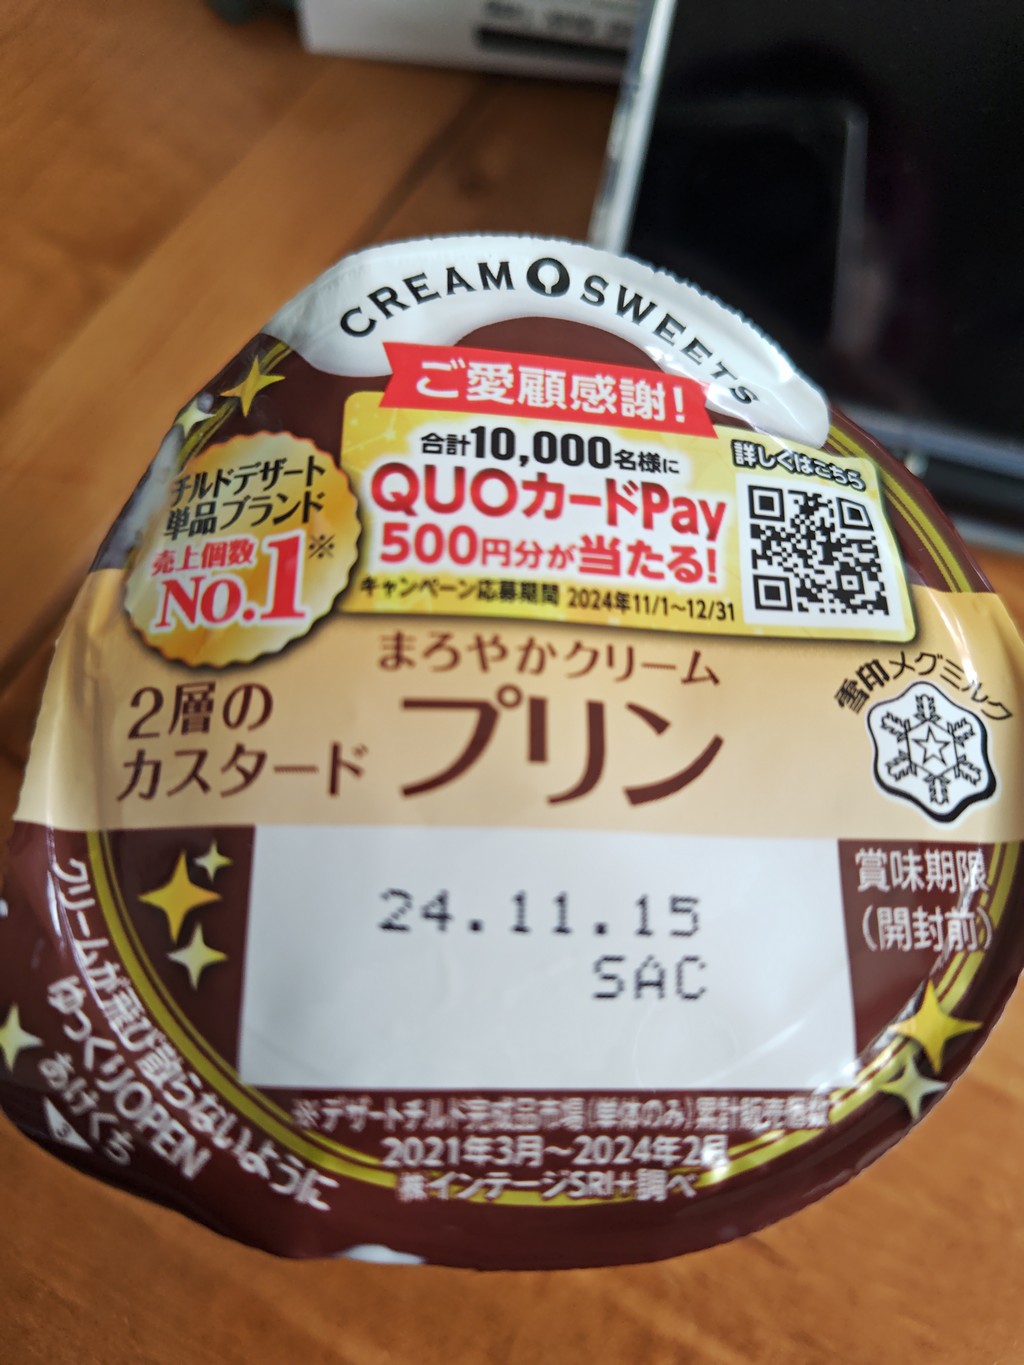 CREAM SWEETS
ご愛顧感謝!
合計10,000名様に
QUOカードPay
500円分が当たる!
キャンペーン応募期間 2024年11/1~12/31
詳しくはこちら
チルドデザート
単品ブランド
売上個数
No.1※
まろやかクリーム
プリン
2層の
カスタード
雪印メグミルク
24.11.15
SAC
賞味期限
(開封前)
クリームが飛び散らないように
ゆっくりOPEN
あけくち
※デザートチルド完成品市場(単体のみ)累計販売個数
2021年3月~2024年2月
㈱インテージSRI+調べ